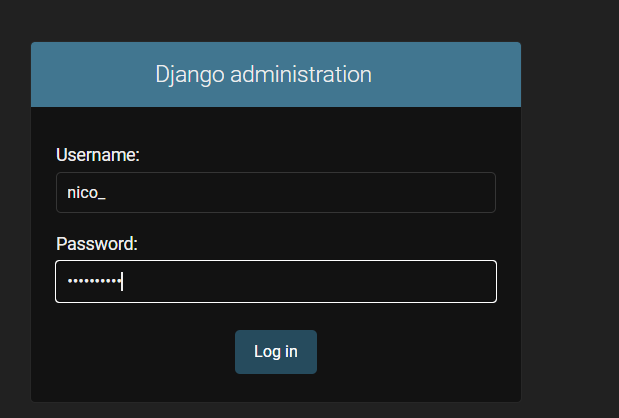 Django administration
Username:
nico_
Password:
••••••••••
Log in